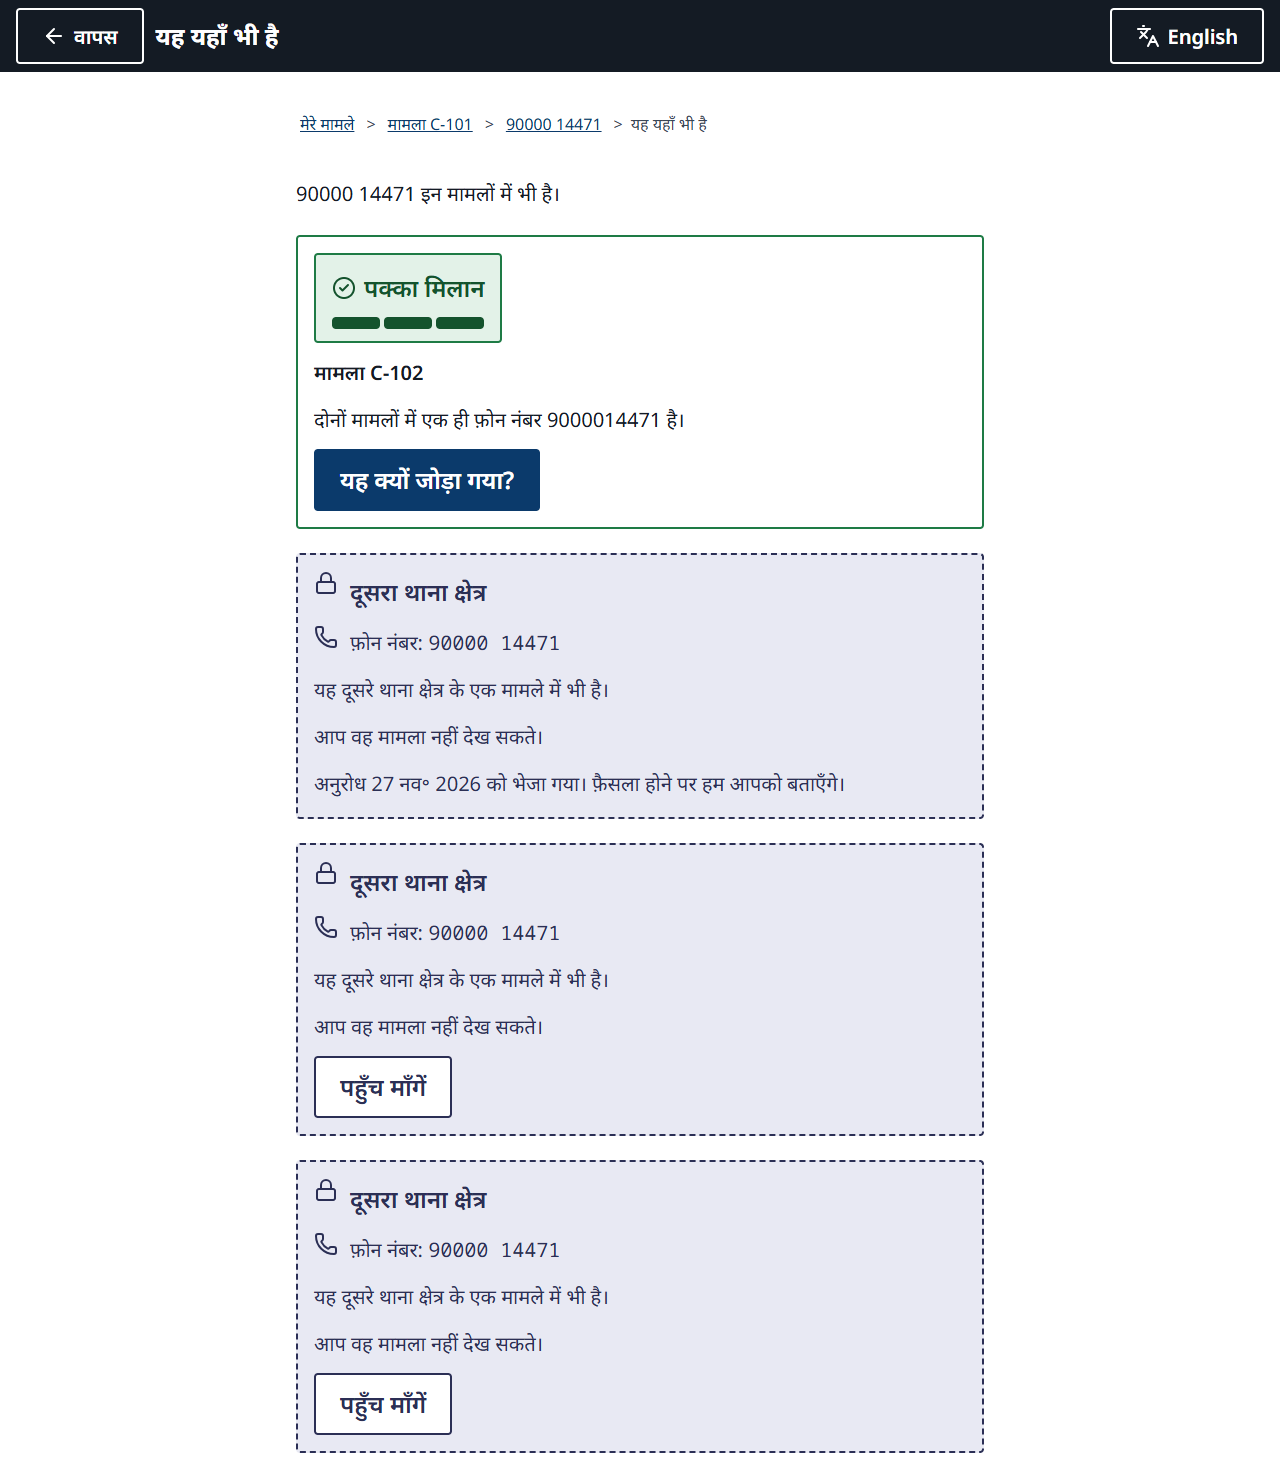 वापस
यह यहाँ भी है
English
मेरे मामले > मामला C-101 > 90000 14471 > यह यहाँ भी है
90000 14471 इन मामलों में भी है।
पक्का मिलान
मामला C-102
दोनों मामलों में एक ही फ़ोन नंबर 9000014471 है।
यह क्यों जोड़ा गया?
दूसरा थाना क्षेत्र
फ़ोन नंबर: 90000 14471
यह दूसरे थाना क्षेत्र के एक मामले में भी है।
आप वह मामला नहीं देख सकते।
अनुरोध 27 नव॰ 2026 को भेजा गया। फ़ैसला होने पर हम आपको बताएँगे।
दूसरा थाना क्षेत्र
फ़ोन नंबर: 90000 14471
यह दूसरे थाना क्षेत्र के एक मामले में भी है।
आप वह मामला नहीं देख सकते।
पहुँच माँगें
दूसरा थाना क्षेत्र
फ़ोन नंबर: 90000 14471
यह दूसरे थाना क्षेत्र के एक मामले में भी है।
आप वह मामला नहीं देख सकते।
पहुँच माँगें